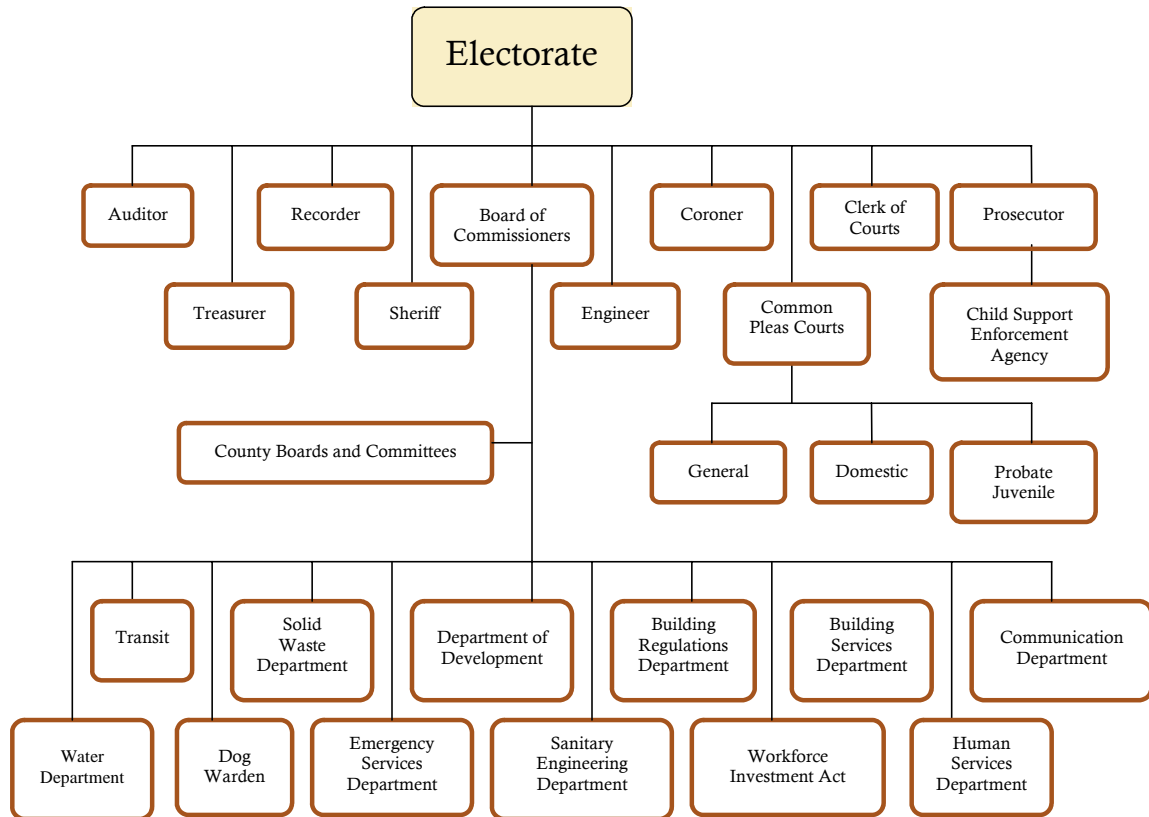 Electorate
Auditor
Recorder
Board of
Commissioners
Coroner
Clerk of
Courts
Prosecutor
Treasurer
Sheriff
Engineer
Common
Pleas Courts
Child Support
Enforcement
Agency
County Boards and Committees
General
Domestic
Probate
Juvenile
Transit
Solid
Waste
Department
Department of
Development
Building
Regulations
Department
Building
Services
Department
Communication
Department
Water
Department
Dog
Warden
Emergency
Services
Department
Sanitary
Engineering
Department
Workforce
Investment Act
Human
Services
Department